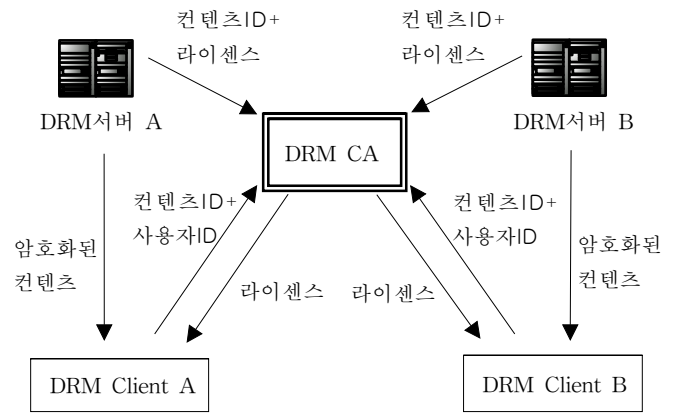 컨텐츠ID+
라이센스
컨텐츠ID+
라이센스
DRM서버 A
DRM서버 B
DRM CA
컨텐츠ID+
사용자ID
컨텐츠ID+
사용자ID
암호화된
컨텐츠
암호화된
컨텐츠
라이센스
라이센스
DRM Client A
DRM Client B